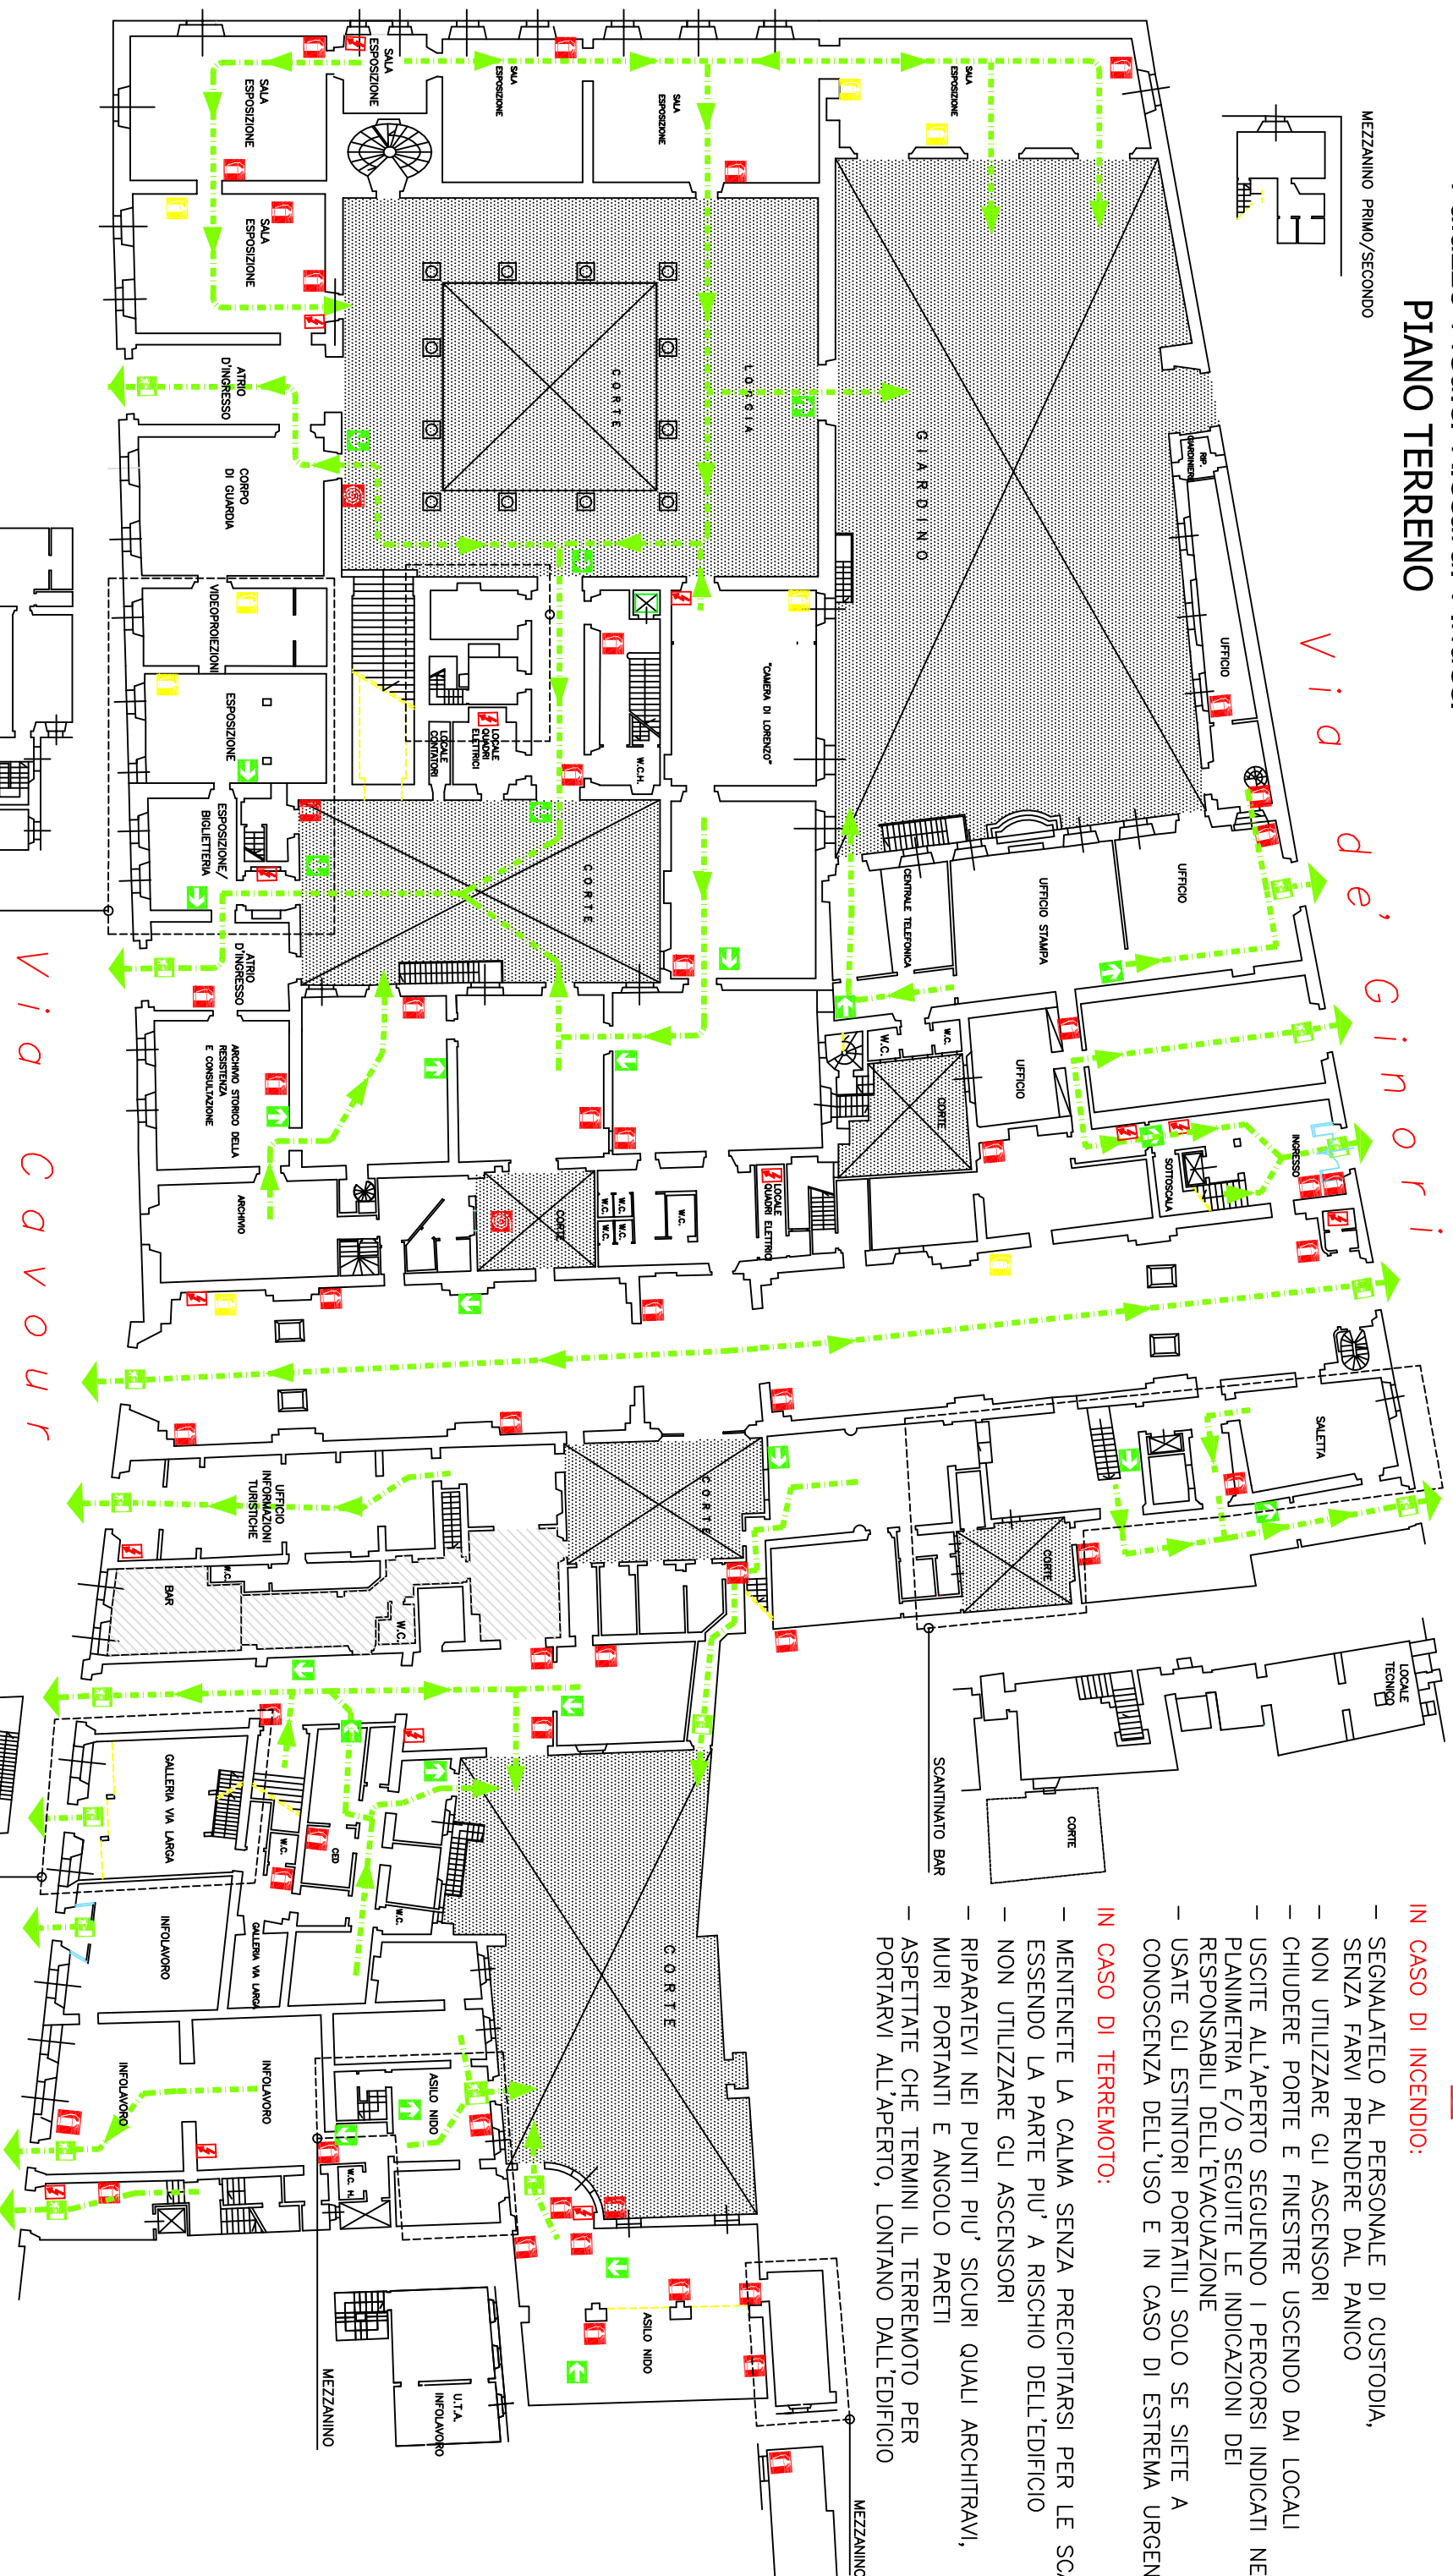 PIANO TERRENO
MEZZANINO PRIMO/SECONDO
Via de' Ginori
Via Cavour
SALA
ESPOSIZIONE
SALA
ESPOSIZIONE
SALA
ESPOSIZIONE
SALA
ESPOSIZIONE
SALA
ESPOSIZIONE
SALA
ESPOSIZIONE
ATRIO
D'INGRESSO
CORPO
DI GUARDIA
CORTE
LOGGIA
GIARDINO
RIP.
GIARDINIERI
UFFICIO
VIDEOPROIEZIONI
ESPOSIZIONE
ESPOSIZIONE/
BIGLIETTERIA
LOCALE
CONTATORI
LOCALE
QUADRI
ELETTRICI
W.C.H.
"CAMERA DI LORENZO"
CORTE
ATRIO
D'INGRESSO
CENTRALE TELEFONICA
UFFICIO STAMPA
UFFICIO
W.C.
W.C.
UFFICIO
CORTE
ARCHIVIO STORICO DELLA
RESISTENZA
E CONSULTAZIONE
ARCHIVIO
CORTE
W.C.
W.C.
W.C.
W.C.
W.C.
LOCALE
QUADRI ELETTRICI
SOTTOSCALA
INGRESSO
SALETTA
UFFICIO
INFORMAZIONI
TURISTICHE
CORTE
CORTE
BAR
W.C.
W.C.
LOCALE
TECNICO
CORTE
SCANTINATO BAR
GALLERIA VIA LARGA
W.C.
CED
W.C.
GALLERIA VIA LARGA
INFOLAVORO
INFOLAVORO
INFOLAVORO
CORTE
ASILO NIDO
W.C.
H.
ASILO NIDO
U.T.A.
INFOLAVORO
MEZZANINO
MEZZANINO
IN CASO DI INCENDIO:
– SEGNALATELO AL PERSONALE DI CUSTODIA,
SENZA FARVI PRENDERE DAL PANICO
– NON UTILIZZARE GLI ASCENSORI
– CHIUDERE PORTE E FINESTRE USCENDO DAI LOCALI
– USCITE ALL'APERTO SEGUENDO I PERCORSI INDICATI NE
PLANIMETRIA E/O SEGUITE LE INDICAZIONI DEI
RESPONSABILI DELL'EVACUAZIONE
– USATE GLI ESTINTORI PORTATILI SOLO SE SIETE A
CONOSCENZA DELL'USO E IN CASO DI ESTREMA URGEN
IN CASO DI TERREMOTO:
– MENTENETE LA CALMA SENZA PRECIPITARSI PER LE SCA
ESSENDO LA PARTE PIU' A RISCHIO DELL'EDIFICIO
– NON UTILIZZARE GLI ASCENSORI
– RIPARATEVI NEI PUNTI PIU' SICURI QUALI ARCHITRAVI,
MURI PORTANTI E ANGOLO PARETI
– ASPETTATE CHE TERMINI IL TERREMOTO PER
PORTARVI ALL'APERTO, LONTANO DALL'EDIFICIO